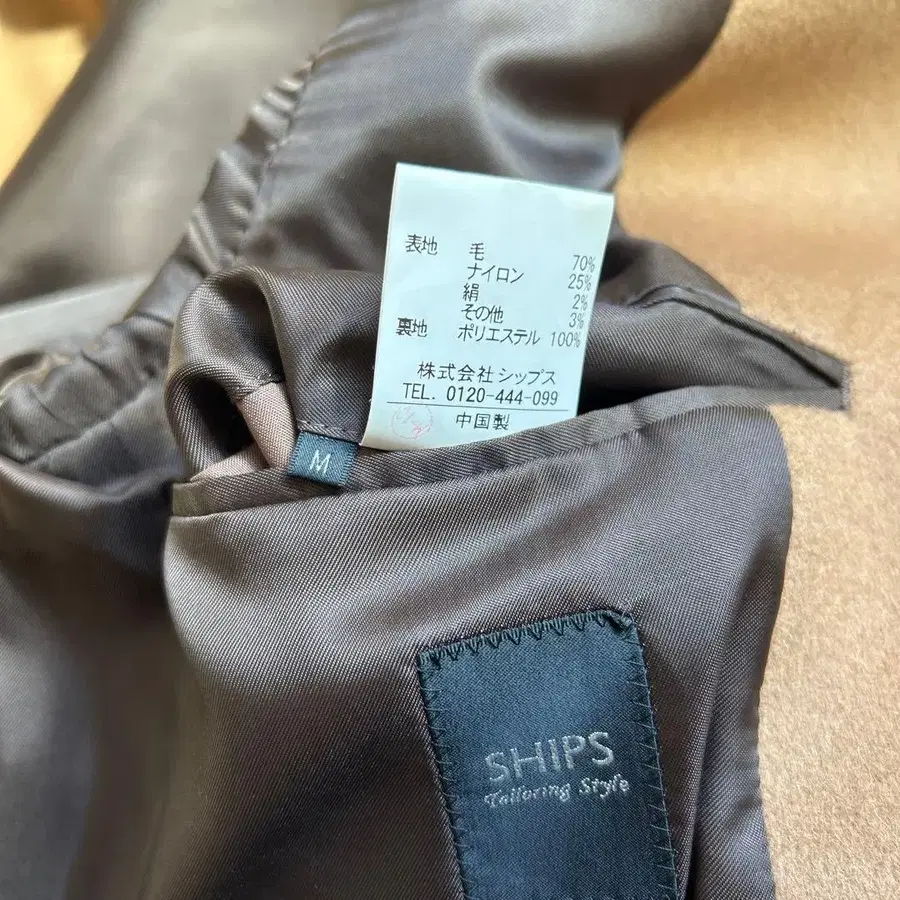 表地 毛 70%
ナイロン 25%
絹 2%
その他 3%
裏地 ポリエステル 100%
株式会社 シップス
TEL. 0120-444-099
中国製
M
SHIPS
Tailoring Style